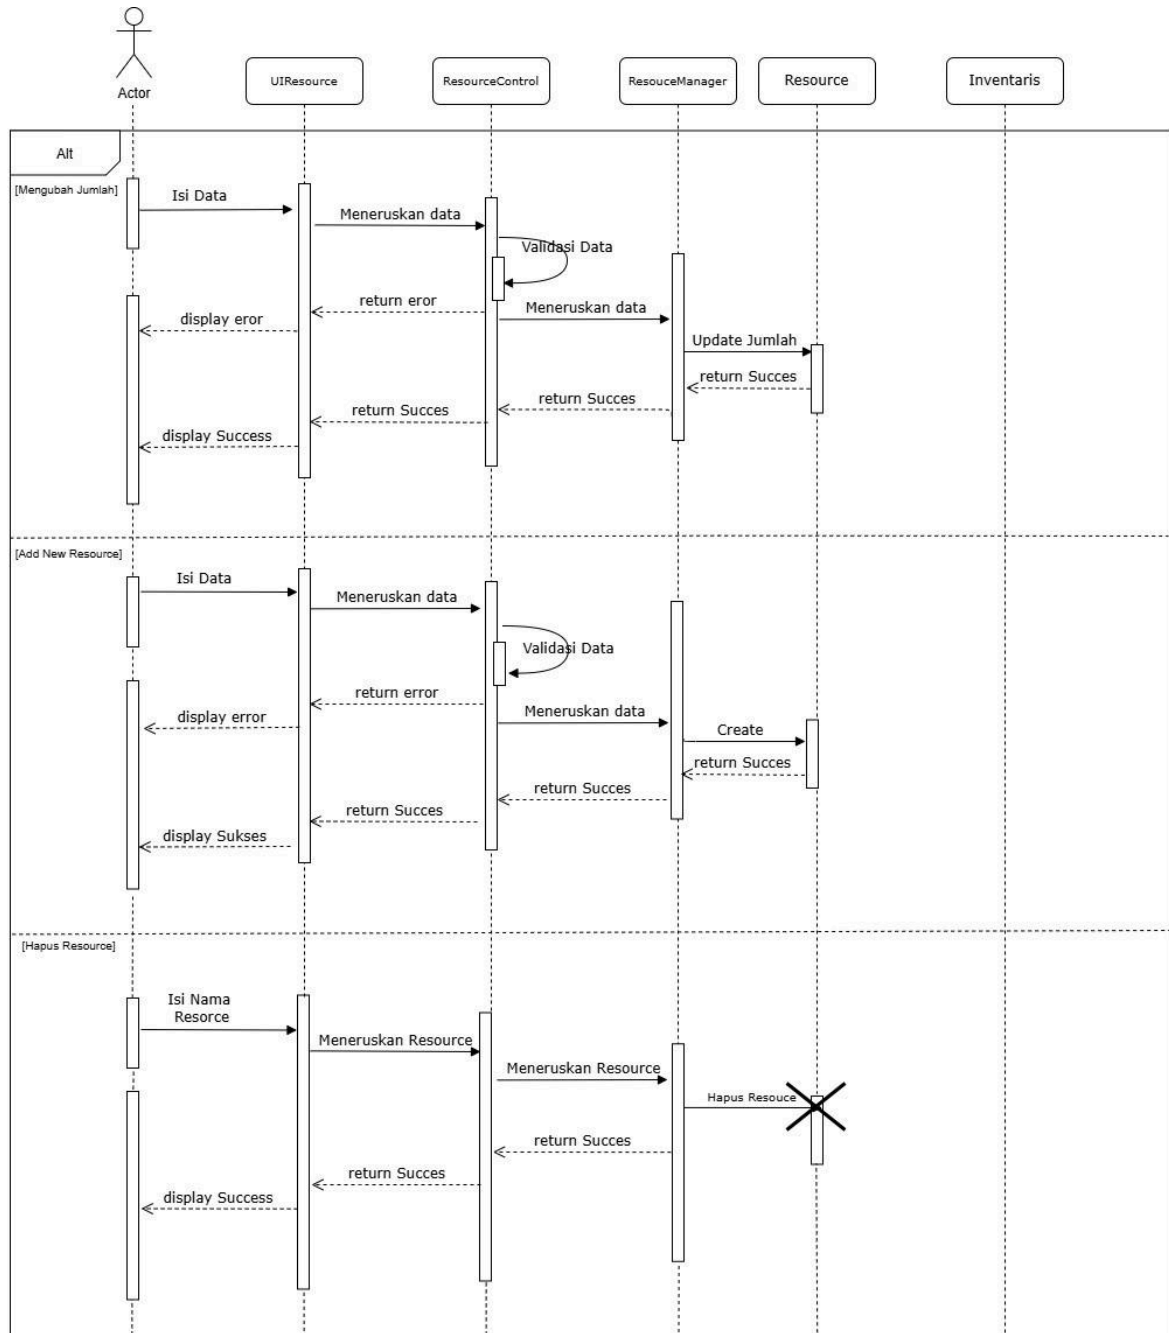 Actor
UIResource
ResourceControl
ResouceManager
Resource
Inventaris
Alt
[Mengubah Jumlah]
Isi Data
Meneruskan data
Validasi Data
return eror
display eror
Meneruskan data
Update Jumlah
return Succes
return Succes
return Succes
display Success
[Add New Resource]
Isi Data
Meneruskan data
Validasi Data
return error
display error
Meneruskan data
Create
return Succes
return Succes
return Succes
display Sukses
[Hapus Resource]
Isi Nama
Resorce
Meneruskan Resource
Meneruskan Resource
Hapus Resouce
return Succes
return Succes
display Success